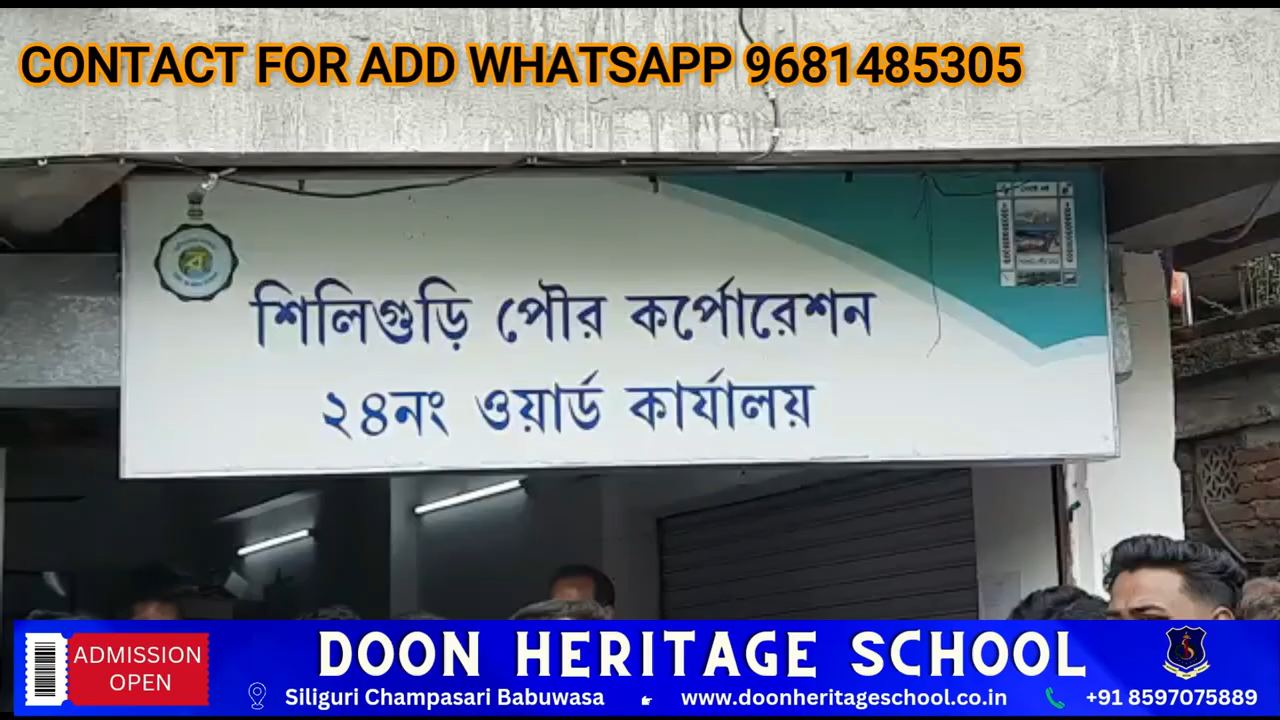 CONTACT FOR ADD WHATSAPP 9681485305
শিলিগুড়ি পৌর কর্পোরেশন
২৪নং ওয়ার্ড কার্যালয়
ADMISSION
OPEN
DOON HERITAGE SCHOOL
Siliguri Champasari Babuwasa
www.doonheritageschool.co.in
+91 8597075889